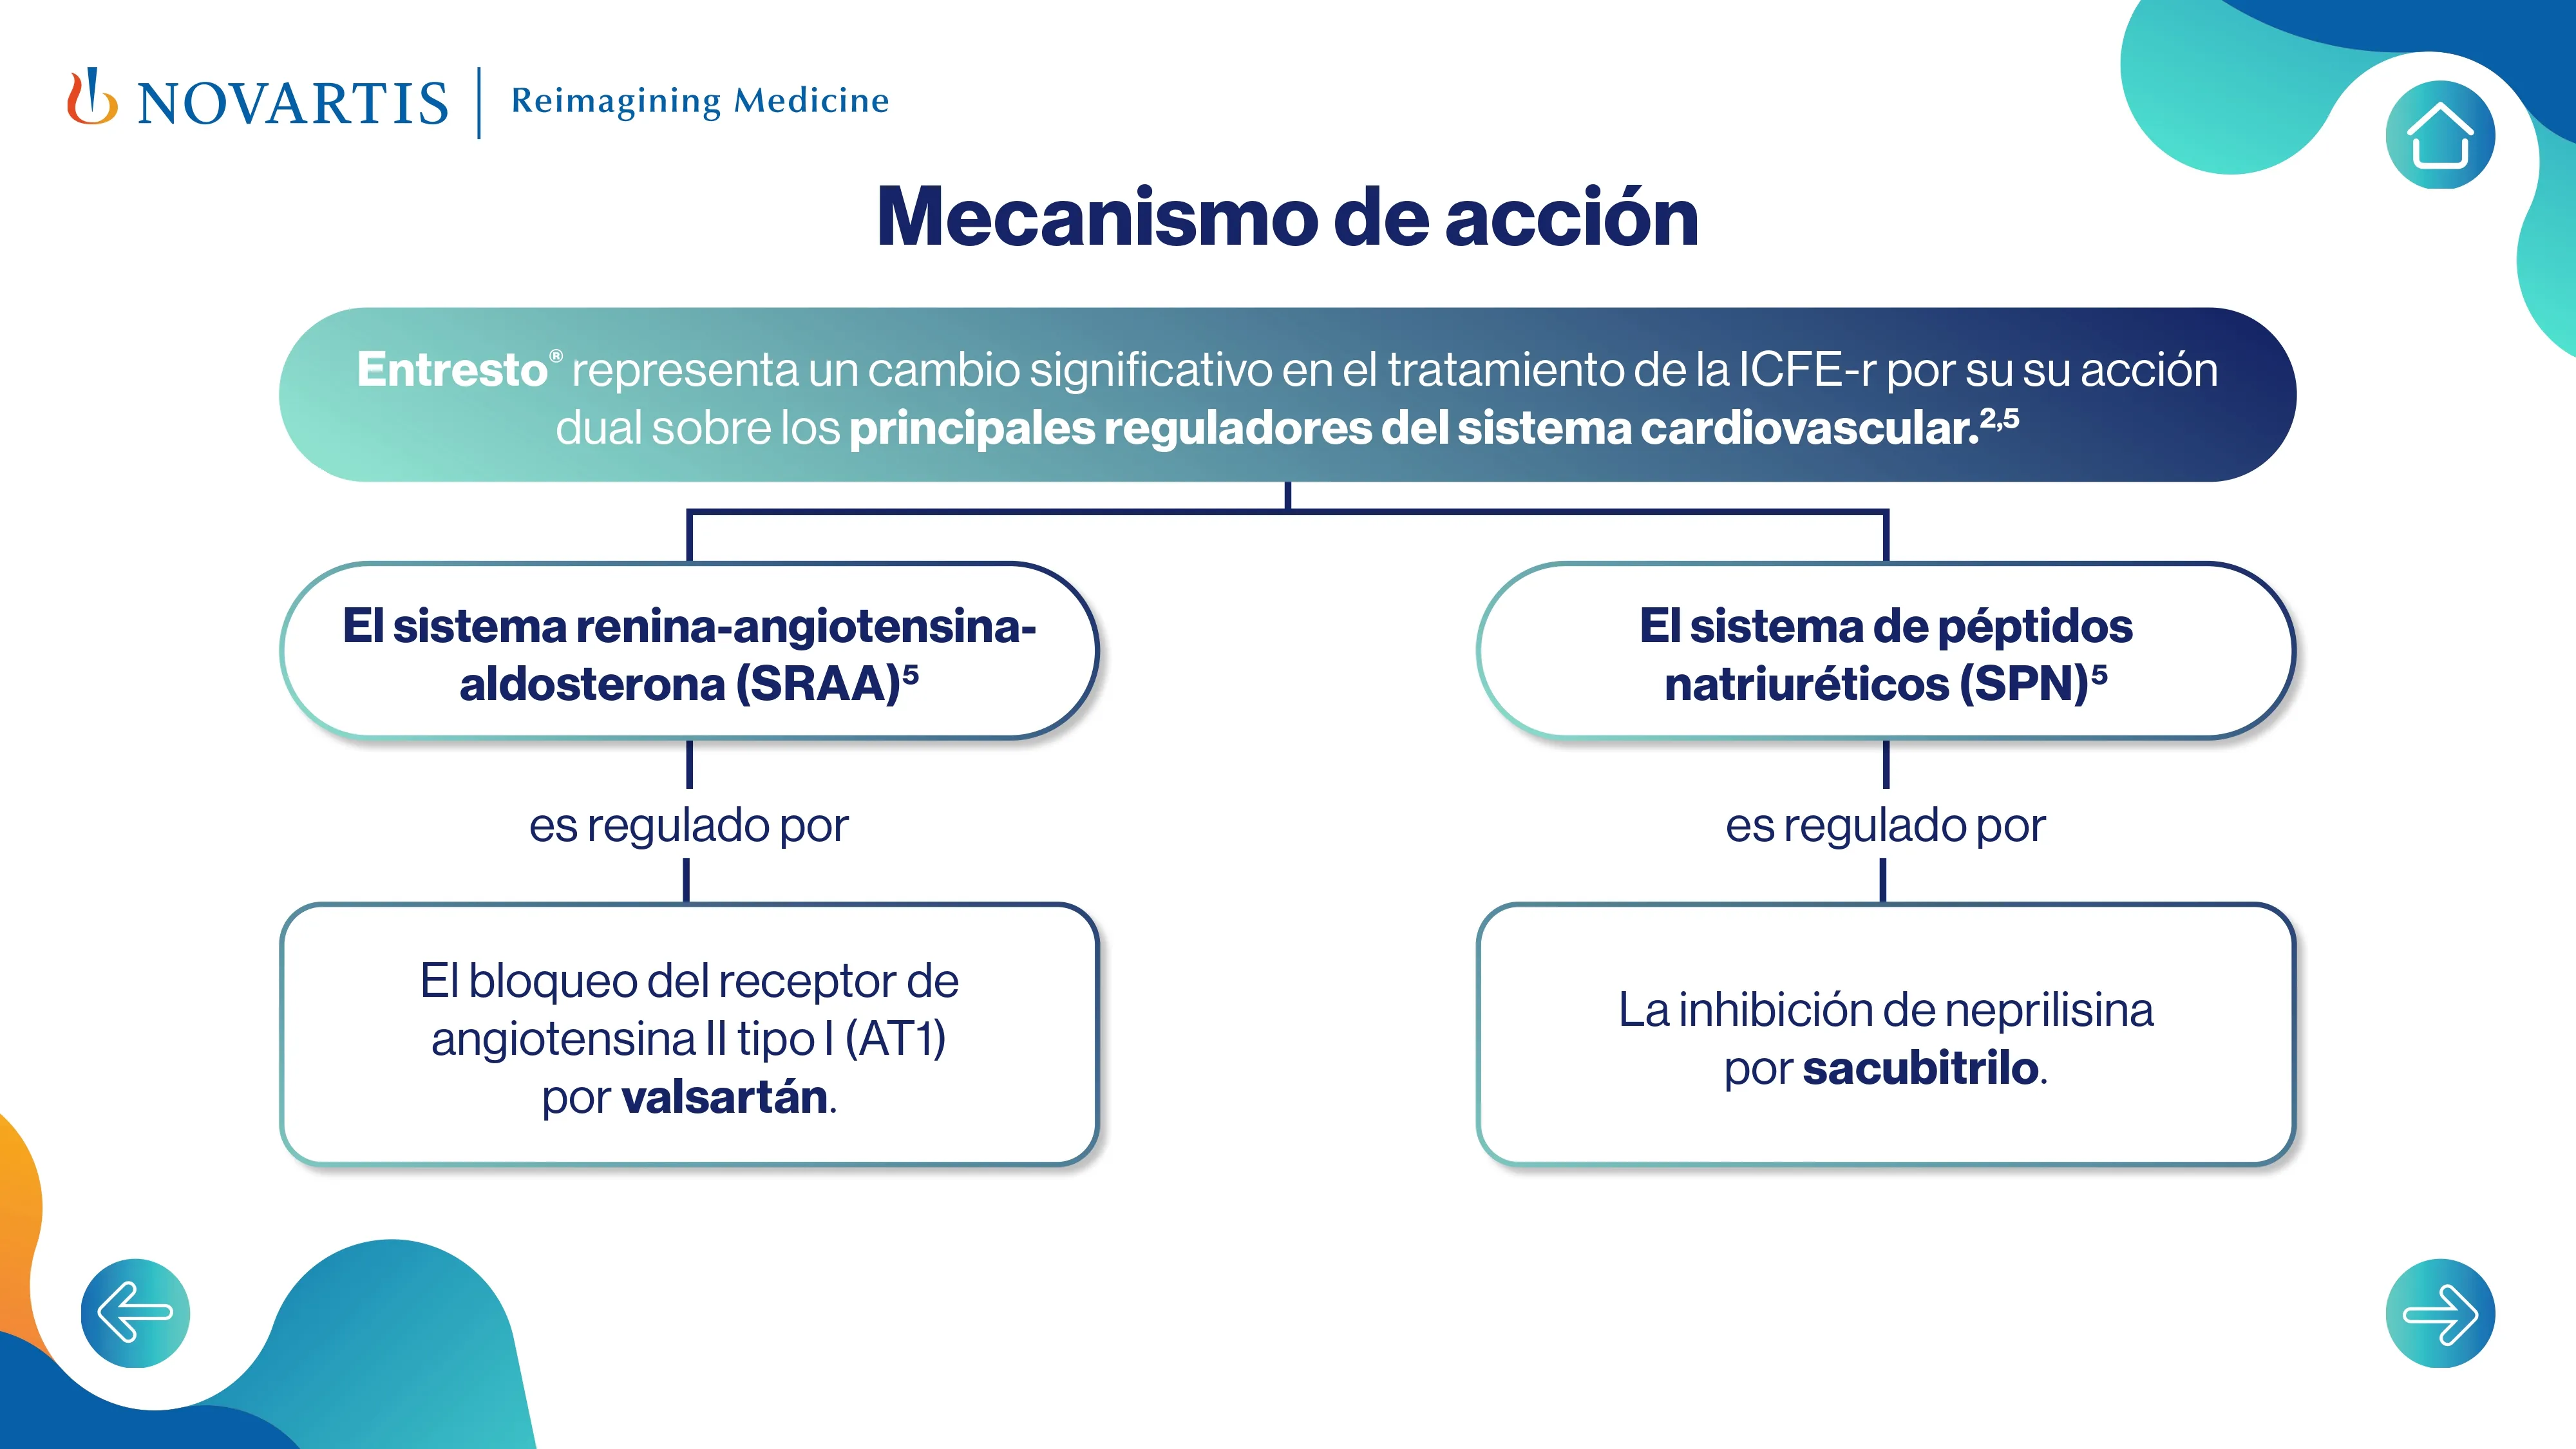 NOVARTIS | Reimagining Medicine
Mecanismo de acción
Entresto® representa un cambio significativo en el tratamiento de la ICFE-r por su su acción
dual sobre los principales reguladores del sistema cardiovascular.2,5
El sistema renina-angiotensina-
aldosterona (SRAA)5
es regulado por
El bloqueo del receptor de
angiotensina II tipo I (AT1)
por valsartán.
El sistema de péptidos
natriuréticos (SPN)5
es regulado por
La inhibición de neprilisina
por sacubitrilo.